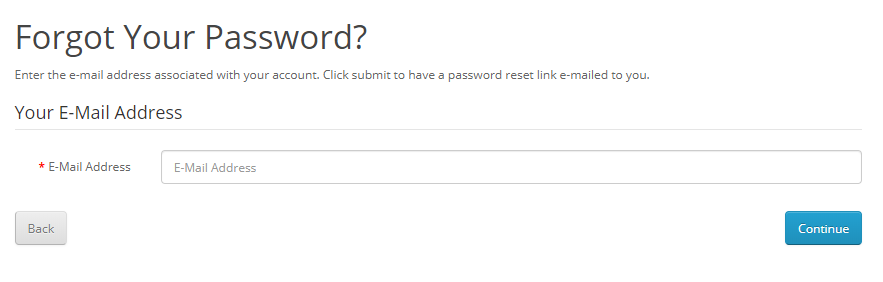 Forgot Your Password?
Enter the e-mail address associated with your account. Click submit to have a password reset link e-mailed to you.
Your E-Mail Address
* E-Mail Address
E-Mail Address
Back
Continue